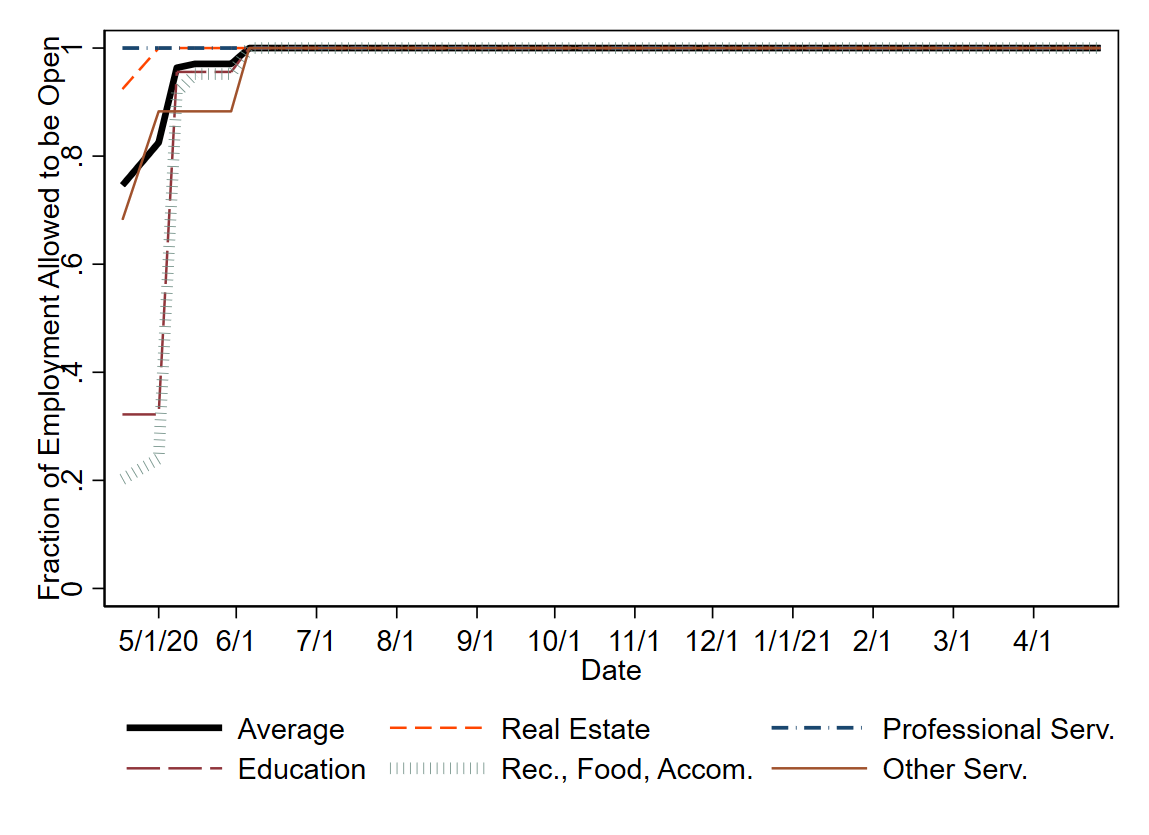 Fraction of Employment Allowed to be Open
1
.8
.6
.4
.2
0
5/1/20 6/1 7/1 8/1 9/1 10/1 11/1 12/1 1/1/21 2/1 3/1 4/1
Date
Average Real Estate Professional Serv.
Education Rec., Food, Accom. Other Serv.